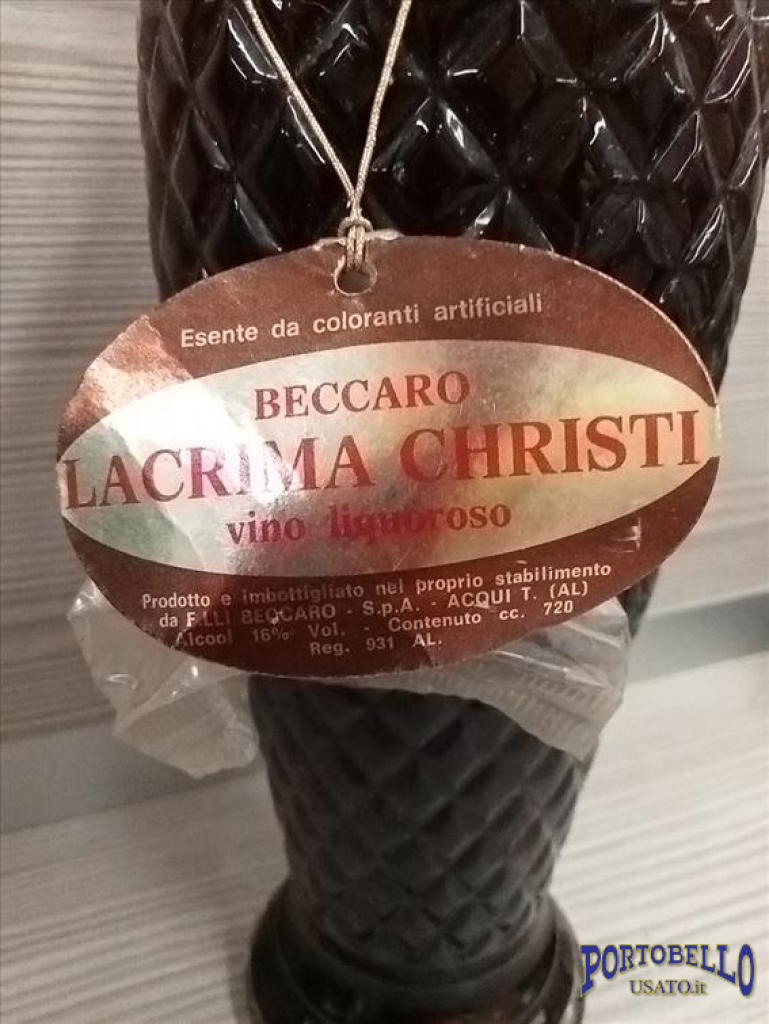 Esente da coloranti artificiali
BECCARO
LACRIMA CHRISTI
vino liquoroso
Prodotto e imbottigliato nel proprio stabilimento
da F.LLI BECCARO - S.p.A. - ACQUI T. (AL)
Alcool 16% Vol. - Contenuto cc. 720
Reg. 931 AL.
PORTOBELLO
USATO.it